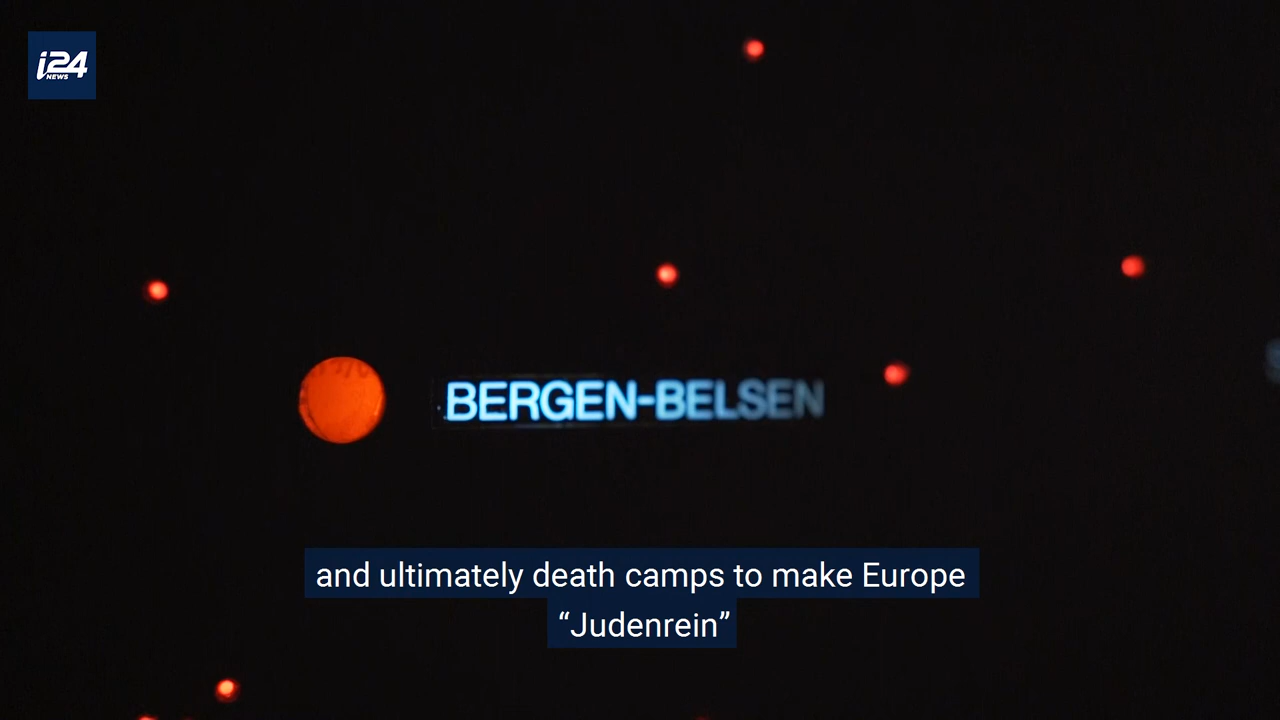 i24
NEWS
BERGEN-BELSEN
and ultimately death camps to make Europe
“Judenrein”